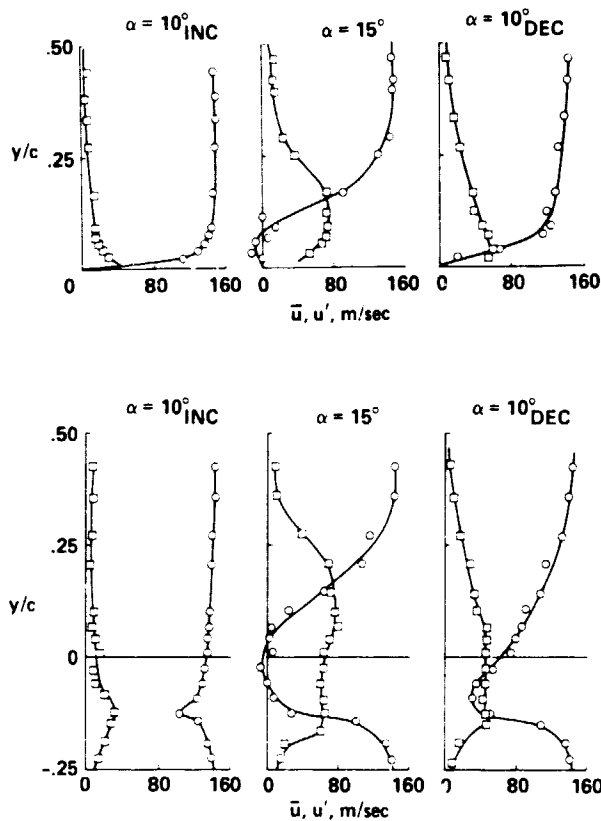 α = 10° INC
α = 15°
α = 10° DEC
.50
y/c
.25
0
0
80
160
0
80
160
0
80
160
u̅, u′, m/sec
α = 10° INC
α = 15°
α = 10° DEC
.50
.25
y/c
0
-.25
0
80
160
0
80
160
0
80
160
u̅, u′, m/sec